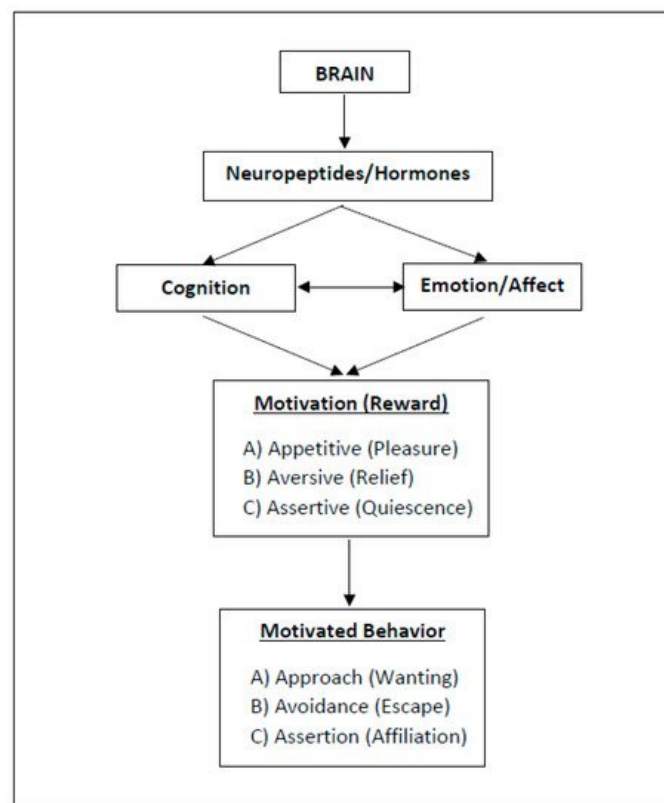 BRAIN
Neuropeptides/Hormones
Cognition
Emotion/Affect
Motivation (Reward)
A) Appetitive (Pleasure)
B) Aversive (Relief)
C) Assertive (Quiescence)
Motivated Behavior
A) Approach (Wanting)
B) Avoidance (Escape)
C) Assertion (Affiliation)